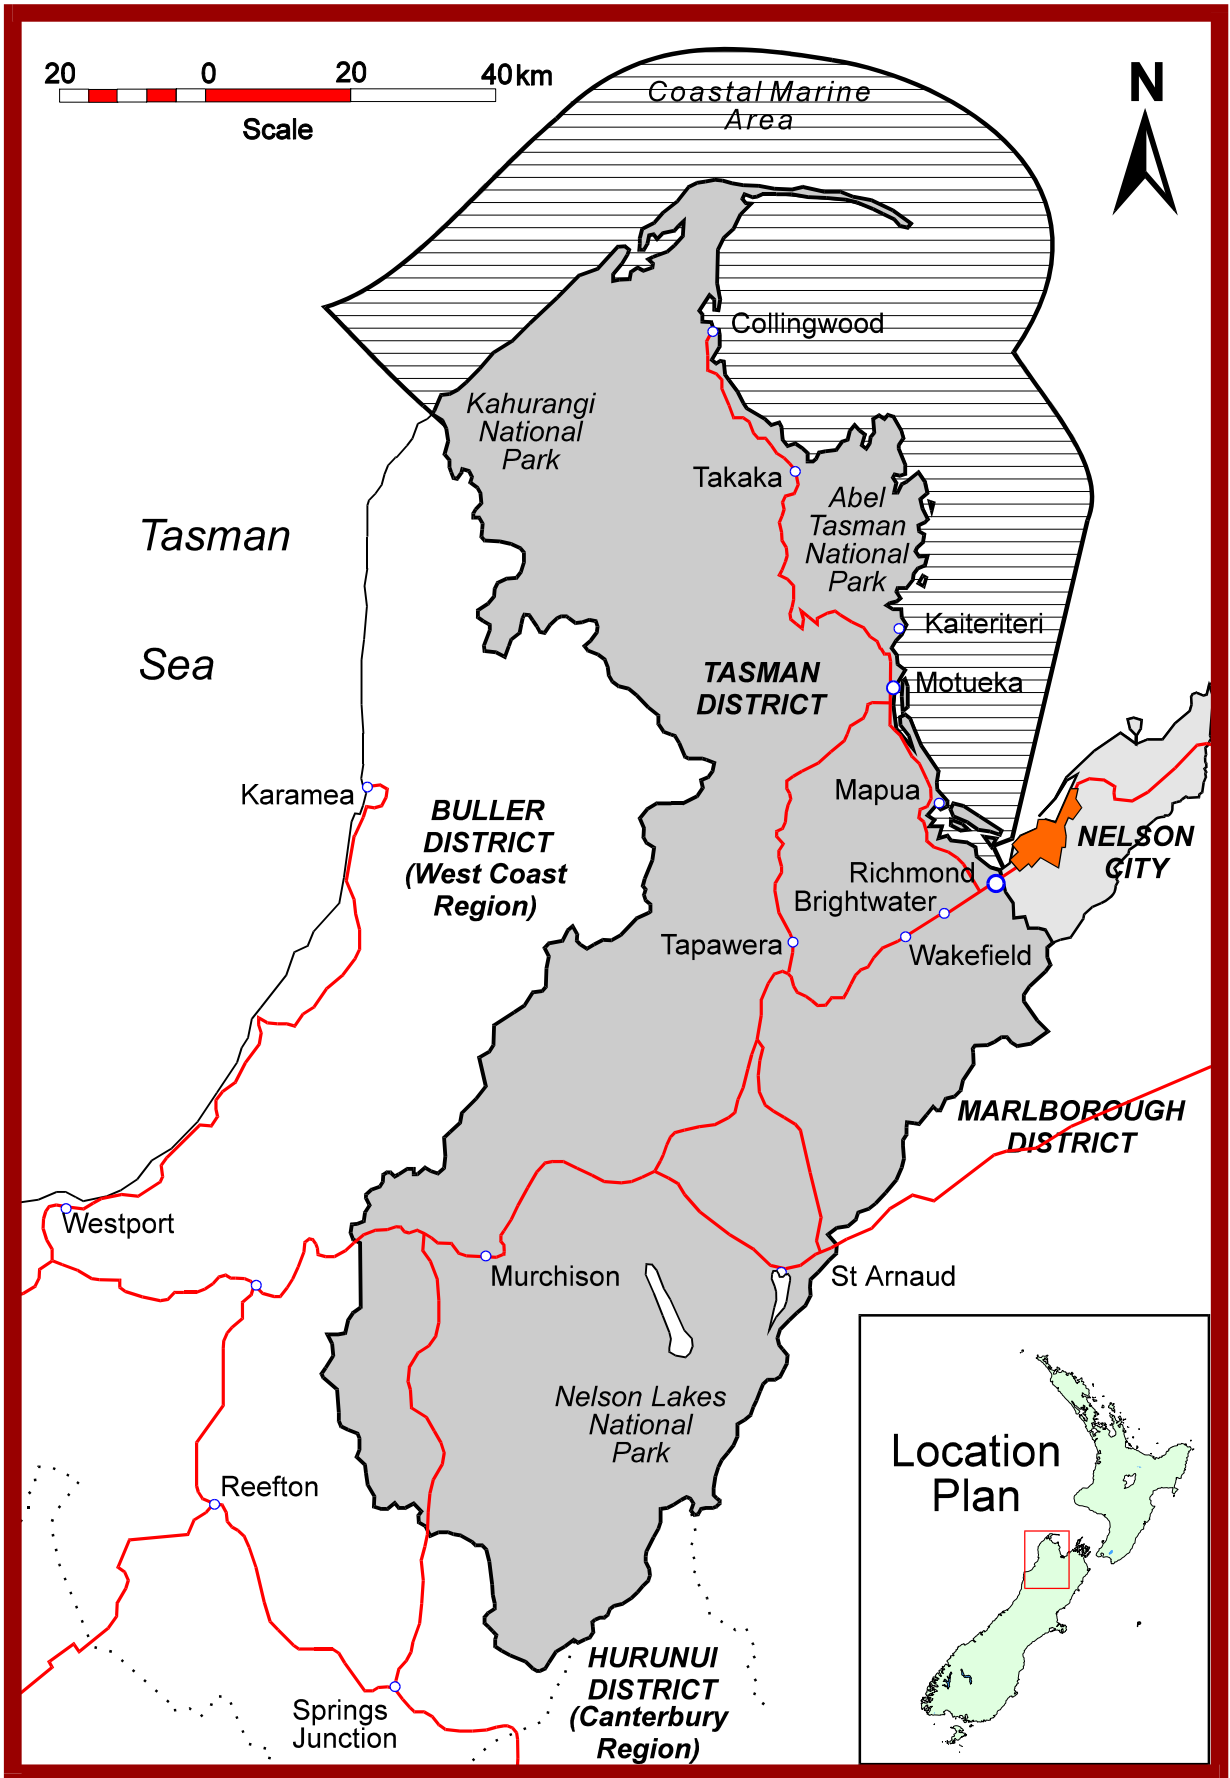 20 0 20 40 km
Scale
N
Coastal Marine
Area
Collingwood
Kahurangi
National
Park
Takaka
Abel
Tasman
National
Park
Tasman
Sea
Kaiteriteri
TASMAN
DISTRICT
Motueka
Karamea
Mapua
BULLER
DISTRICT
(West Coast
Region)
NELSON
CITY
Richmond
Brightwater
Tapawera
Wakefield
MARLBOROUGH
DISTRICT
Westport
Murchison
St Arnaud
Nelson Lakes
National
Park
Reefton
Location
Plan
Springs
Junction
HURUNUI
DISTRICT
(Canterbury
Region)